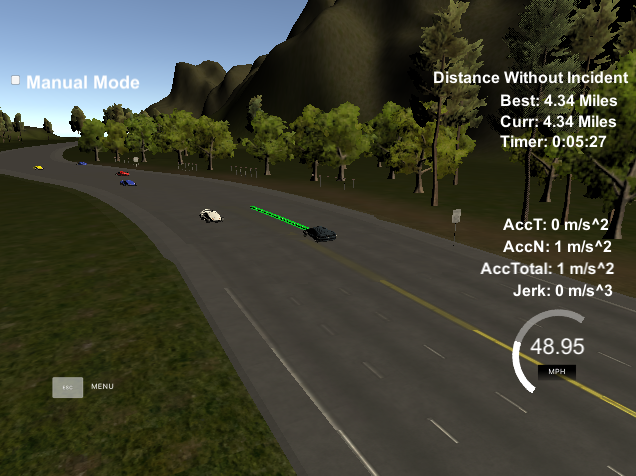 Manual Mode
Distance Without Incident
Best: 4.34 Miles
Curr: 4.34 Miles
Timer: 0:05:27
AccT: 0 m/s^2
AccN: 1 m/s^2
AccTotal: 1 m/s^2
Jerk: 0 m/s^3
48.95
MPH
ESC MENU